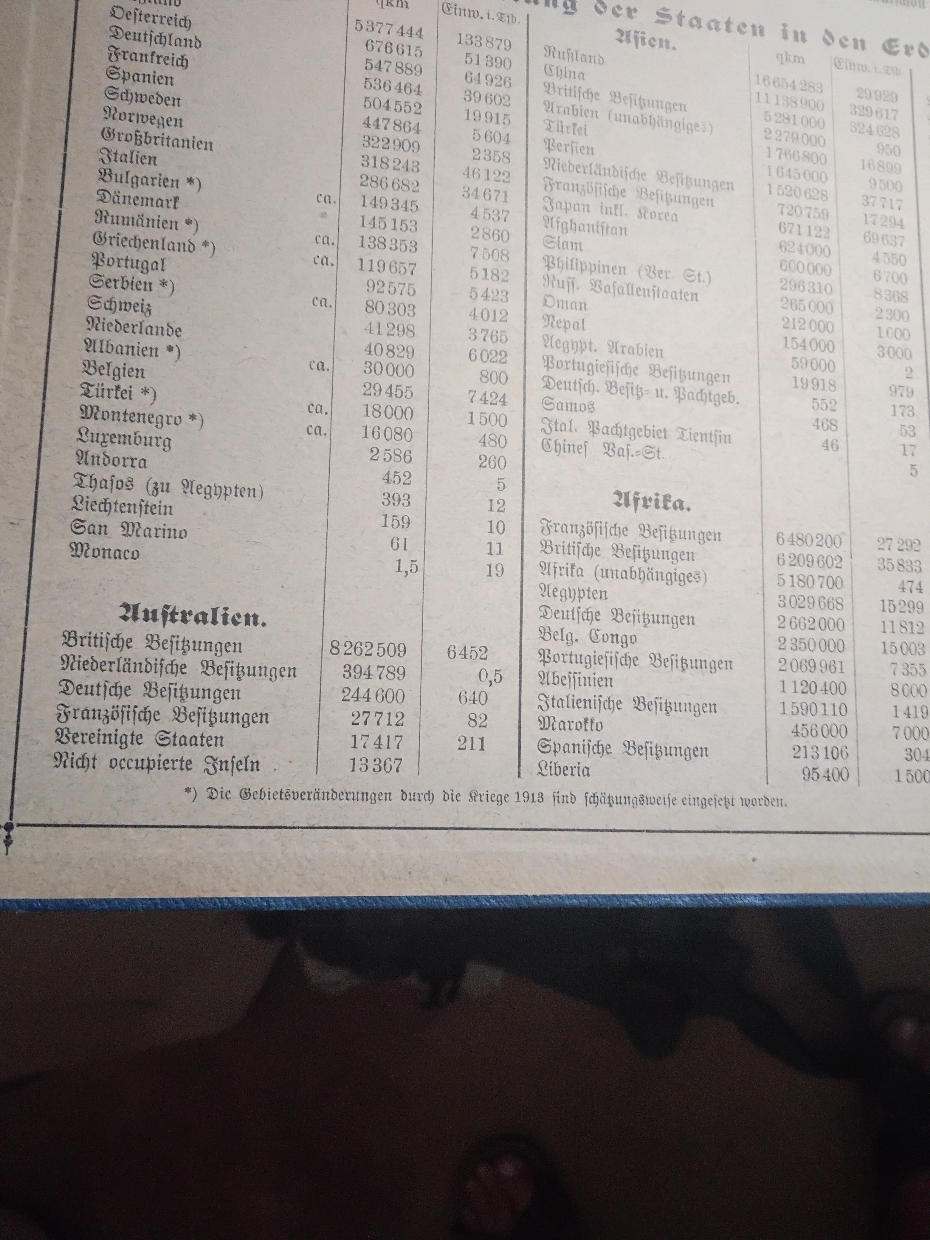 Einw. i. Tsd.
qkm
5377444 133879
Oesterreich 676615 51390
Deutschland 547889 64926
Frankreich 536464 39602
Spanien 504552 19915
Schweden 447864 5604
Norwegen 322909 2358
Großbritanien 318243 46122
Italien 286682 34671
Bulgarien *) ca. 149345 4537
Dänemark 145153 2860
Rumänien *) ca. 138353 7508
Griechenland *) ca. 119657 5182
Portugal 92575 5423
Serbien *) ca. 80303 4012
Schweiz 41298 3765
Niederlande 40829 6022
Albanien *) ca. 30000 800
Belgien 29455 7424
Türkei *) ca. 18000 1500
Montenegro *) ca. 16080 480
Luxemburg 2586 260
Andorra 452 5
Thasos (zu Aegypten) 393 12
Liechtenstein 159 10
San Marino 61 11
Monaco 1,5 19
Australien.
Britische Besitzungen 8262509 6452
Niederländische Besitzungen 394789 0,5
Deutsche Besitzungen 244600 640
Französische Besitzungen 27712 82
Vereinigte Staaten 17417 211
Nicht occupierte Inseln 13367
der Staaten in den Erd
Asien.
qkm Einw. i. Tsd.
Rußland 16654283 29929
China 11138900 329617
Britische Besitzungen 5281000 324628
Arabien (unabhängiges) 2279000 950
Türkei 1766800 16899
Persien 1645000 9500
Niederländische Besitzungen 1520628 37717
Französische Besitzungen 720759 17294
Japan inkl. Korea 671122 69637
Afghanistan 624000 4550
Siam 600000 6700
Philippinen (Ver. St.) 296310 8368
Russ. Vasallenstaaten 265000 2300
Oman 212000 1000
Nepal 154000 3000
Aegypt. Arabien 59600 2
Portugiesische Besitzungen 19918 979
Deutsch. Besitz- u. Pachtgeb. 552 173
Samos 468 53
Ital. Pachtgebiet Tientsin 46 17
Chines Vas.-St. 5
Afrika.
Französische Besitzungen 6480200 27292
Britische Besitzungen 6209602 35833
Afrika (unabhängiges) 5180700 474
Aegypten 3029668 15299
Deutsche Besitzungen 2662000 11812
Belg. Congo 2350000 15003
Portugiesische Besitzungen 2069961 7355
Abessinien 1120400 8000
Italienische Besitzungen 1590110 1419
Marokko 456000 7000
Spanische Besitzungen 213106 304
Liberia 95400 1500
*) Die Gebietsveränderungen durch die Kriege 1913 sind schätzungsweise eingesetzt worden.